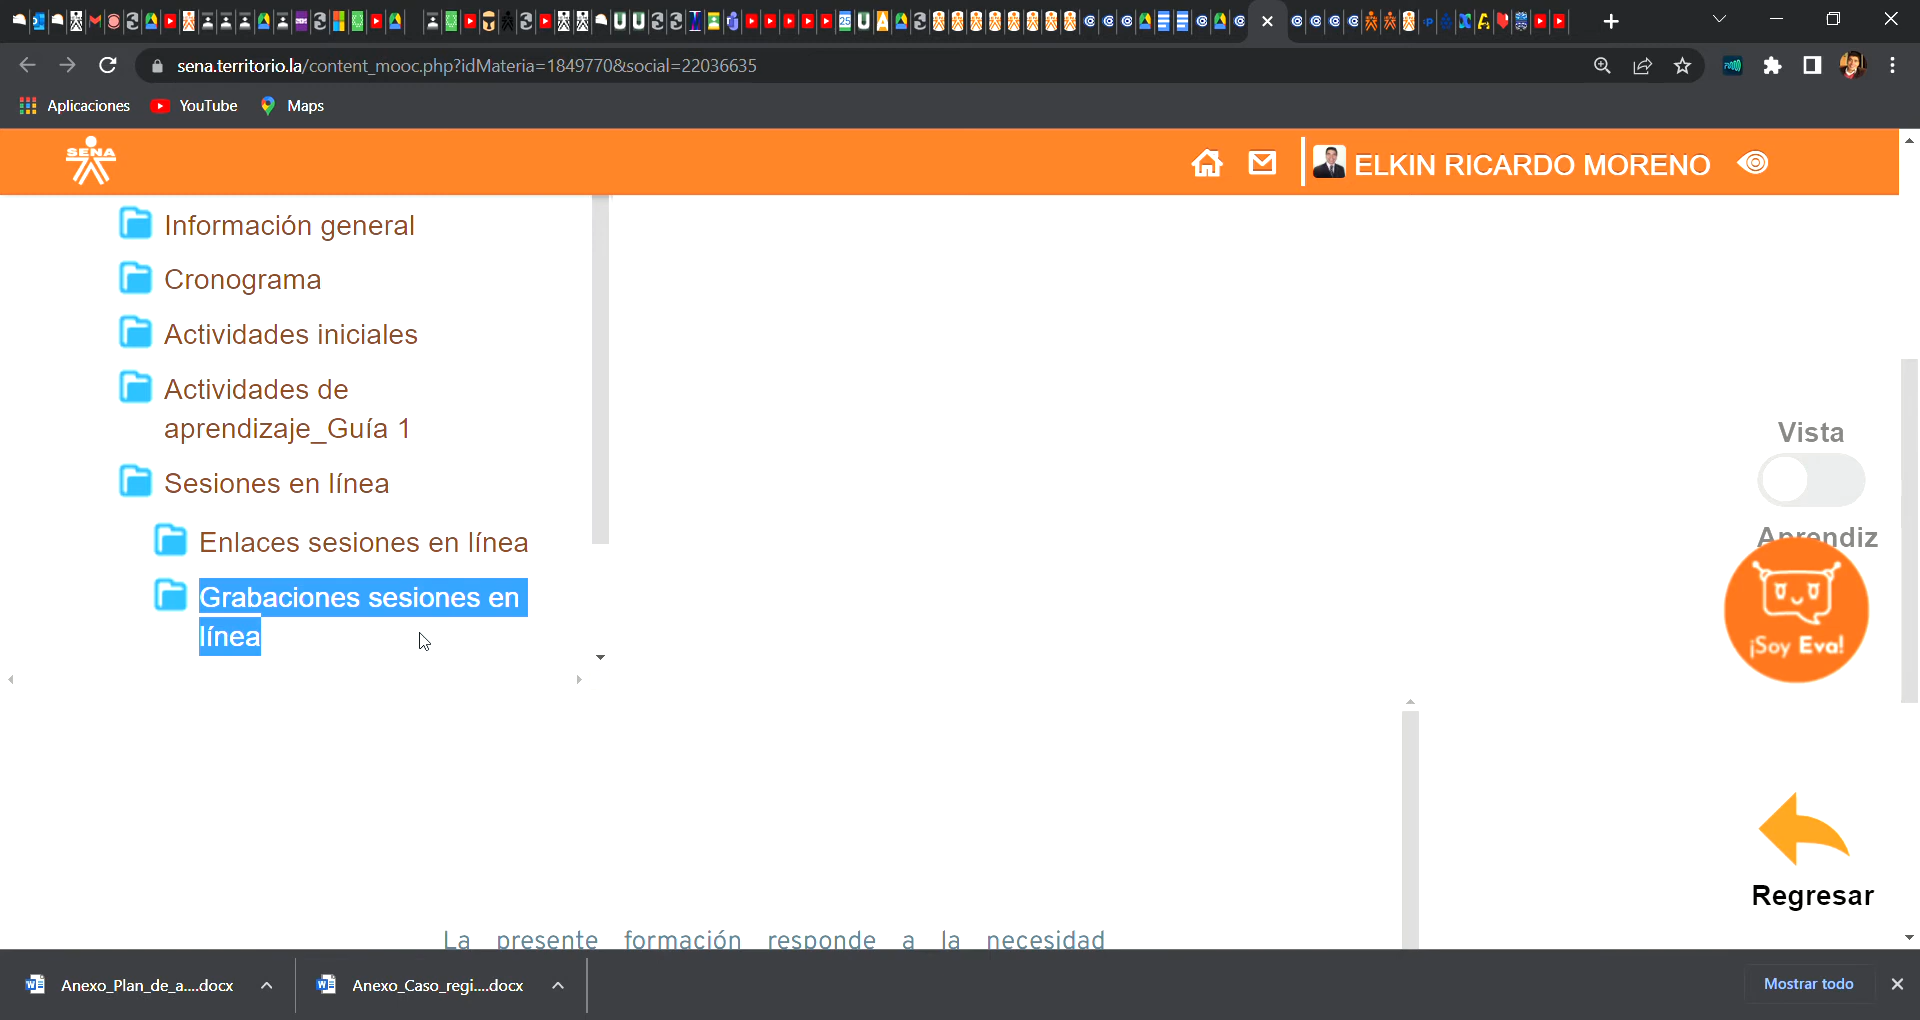 sena.territorio.la/content_mooc.php?idMateria=1849770&social=22036635
Aplicaciones YouTube Maps
SENA
ELKIN RICARDO MORENO
Información general
Cronograma
Actividades iniciales
Actividades de
aprendizaje_Guía 1
Sesiones en línea
Enlaces sesiones en línea
Grabaciones sesiones en
línea
Vista
Aprendiz
¡Soy Eva!
Regresar
La presente formación responde a la necesidad
Anexo_Plan_de_a....docx
Anexo_Caso_regi....docx
Mostrar todo